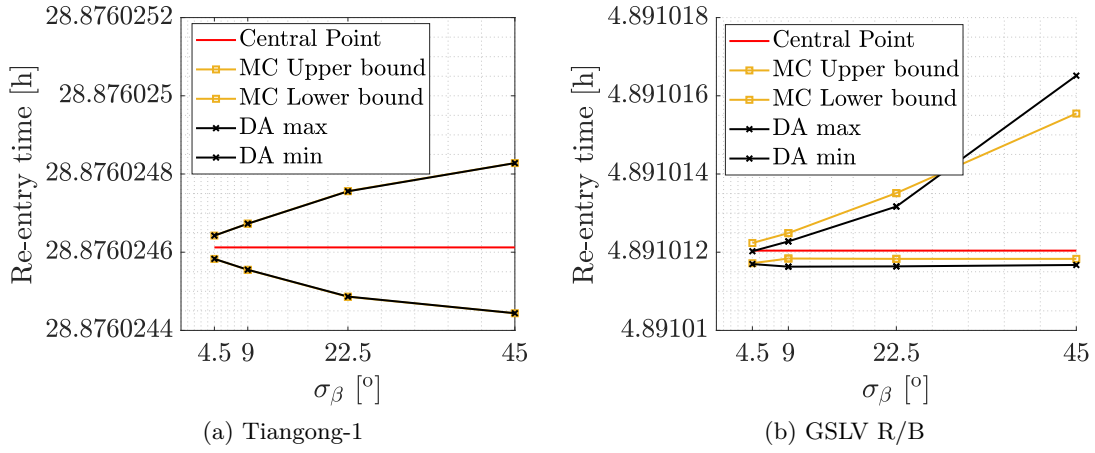 Re-entry time [h]
28.8760252
28.876025
28.8760248
28.8760246
28.8760244
Central Point
MC Upper bound
MC Lower bound
DA max
DA min
4.5 9 22.5 45
σβ [o]
(a) Tiangong-1
Re-entry time [h]
4.891018
4.891016
4.891014
4.891012
4.89101
Central Point
MC Upper bound
MC Lower bound
DA max
DA min
4.5 9 22.5 45
σβ [o]
(b) GSLV R/B